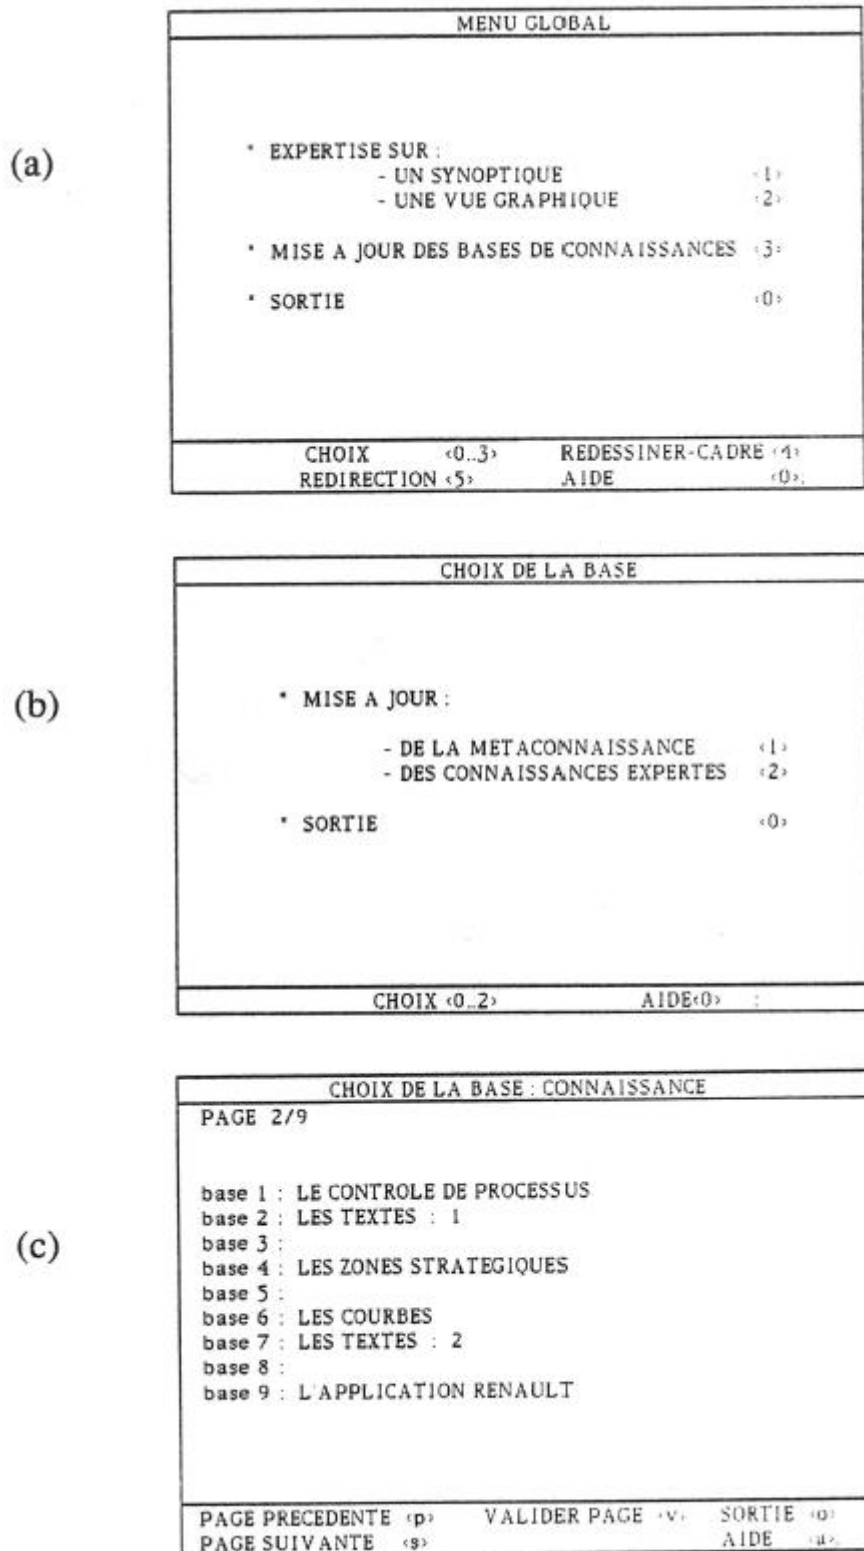 MENU GLOBAL
(a)
* EXPERTISE SUR :
- UN SYNOPTIQUE <1>
- UNE VUE GRAPHIQUE <2>
* MISE A JOUR DES BASES DE CONNAISSANCES <3>
* SORTIE <0>
CHOIX <0..3> REDESSINER-CADRE <4>
REDIRECTION <5> AIDE <0>:
CHOIX DE LA BASE
(b)
* MISE A JOUR :
- DE LA METACONNAISSANCE <1>
- DES CONNAISSANCES EXPERTES <2>
* SORTIE <0>
CHOIX <0..2> AIDE<0> :
CHOIX DE LA BASE : CONNAISSANCE
PAGE 2/9
(c)
base 1 : LE CONTROLE DE PROCESSUS
base 2 : LES TEXTES : 1
base 3 :
base 4 : LES ZONES STRATEGIQUES
base 5 :
base 6 : LES COURBES
base 7 : LES TEXTES : 2
base 8 :
base 9 : L'APPLICATION RENAULT
PAGE PRECEDENTE <p> VALIDER PAGE <v> SORTIE <o>
PAGE SUIVANTE <s> AIDE